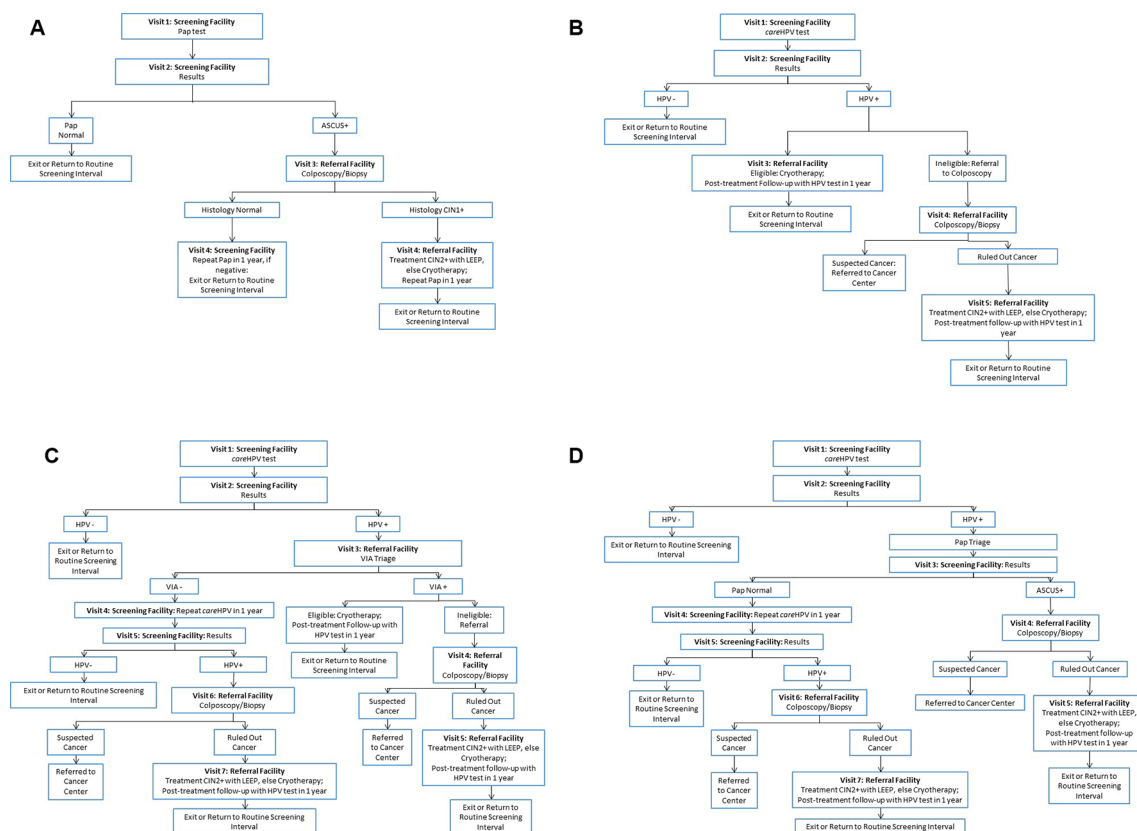 A
Visit 1: Screening Facility
Pap test
Visit 2: Screening Facility
Results
Pap
Normal
ASCUS+
Exit or Return to Routine
Screening Interval
Visit 3: Referral Facility
Colposcopy/Biopsy
Histology Normal
Histology CIN1+
Visit 4: Screening Facility
Repeat Pap in 1 year, if
negative:
Exit or Return to Routine
Screening Interval
Visit 4: Referral Facility
Treatment CIN2+ with LEEP,
else Cryotherapy;
Repeat Pap in 1 year
Exit or Return to Routine
Screening Interval
B
Visit 1: Screening Facility
careHPV test
Visit 2: Screening Facility
Results
HPV -
HPV +
Exit or Return to Routine
Screening Interval
Visit 3: Referral Facility
Eligible: Cryotherapy;
Post-treatment Follow-up with HPV test in 1 year
Ineligible: Referral
to Colposcopy
Exit or Return to Routine
Screening Interval
Visit 4: Referral Facility
Colposcopy/Biopsy
Suspected Cancer:
Referred to Cancer
Center
Ruled Out Cancer
Visit 5: Referral Facility
Treatment CIN2+ with LEEP, else Cryotherapy;
Post-treatment follow-up with HPV test in 1
year
Exit or Return to Routine
Screening Interval
C
Visit 1: Screening Facility
careHPV test
Visit 2: Screening Facility
Results
HPV -
HPV +
Exit or Return to
Routine Screening
Interval
Visit 3: Referral Facility
VIA Triage
VIA -
VIA +
Visit 4: Screening Facility: Repeat careHPV in 1 year
Eligible: Cryotherapy;
Post-treatment Follow-up with
HPV test in 1 year
Ineligible:
Referral
Visit 5: Screening Facility: Results
HPV-
HPV+
Exit or Return to Routine
Screening Interval
Visit 4: Referral
Facility
Colposcopy/Biopsy
Exit or Return to Routine Screening
Interval
Visit 6: Referral Facility
Colposcopy/Biopsy
Suspected
Cancer
Ruled Out
Cancer
Suspected
Cancer
Ruled Out
Cancer
Referred
to Cancer
Center
Visit 5: Referral Facility
Treatment CIN2+ with LEEP, else
Cryotherapy;
Post-treatment follow-up with
HPV test in 1 year
Referred to
Cancer
Center
Visit 7: Referral Facility
Treatment CIN2+ with LEEP, else Cryotherapy;
Post-treatment follow-up with HPV test in 1 year
Exit or Return to Routine Screening
Interval
Exit or Return to
Routine Screening
Interval
D
Visit 1: Screening Facility
careHPV test
Visit 2: Screening Facility
Results
HPV -
HPV +
Exit or Return to Routine Screening
Interval
Pap Triage
Visit 3: Screening Facility: Results
Pap Normal
ASCUS+
Visit 4: Screening Facility: Repeat careHPV in 1 year
Visit 4: Referral Facility
Colposcopy/Biopsy
Visit 5: Screening Facility: Results
HPV-
HPV+
Suspected Cancer
Ruled Out Cancer
Exit or Return to
Routine Screening
Interval
Visit 6: Referral Facility
Colposcopy/Biopsy
Referred to Cancer Center
Visit 5: Referral Facility
Treatment CIN2+ with LEEP,
else Cryotherapy;
Post-treatment follow-up
with HPV test in 1 year
Suspected
Cancer
Ruled Out
Cancer
Referred
to Cancer
Center
Visit 7: Referral Facility
Treatment CIN2+ with LEEP, else Cryotherapy;
Post-treatment follow-up with HPV test in 1 year
Exit or Return to
Routine Screening
Interval
Exit or Return to Routine Screening Interval